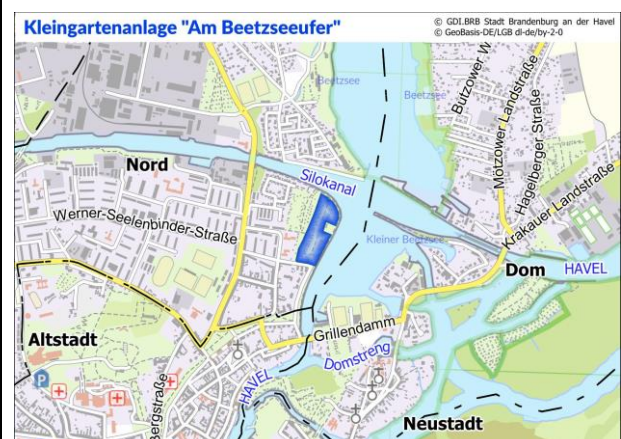 Kleingartenanlage "Am Beetzseeufer"
© GDI.BRB Stadt Brandenburg an der Havel
© GeoBasis-DE/LGB dl-de/by-2-0
Beetzsee
Beetzsee
Bützower W
Mötzower Landstraße
Hagelberger Straße
Krakauer Landstraße
Nord
Silokanal
Werner-Seelenbinder-Straße
Kleiner Beetzsee
Dom
HAVEL
Altstadt
Grillendamm
Domstreng
HAVEL
P
Bergstraße
Neustadt